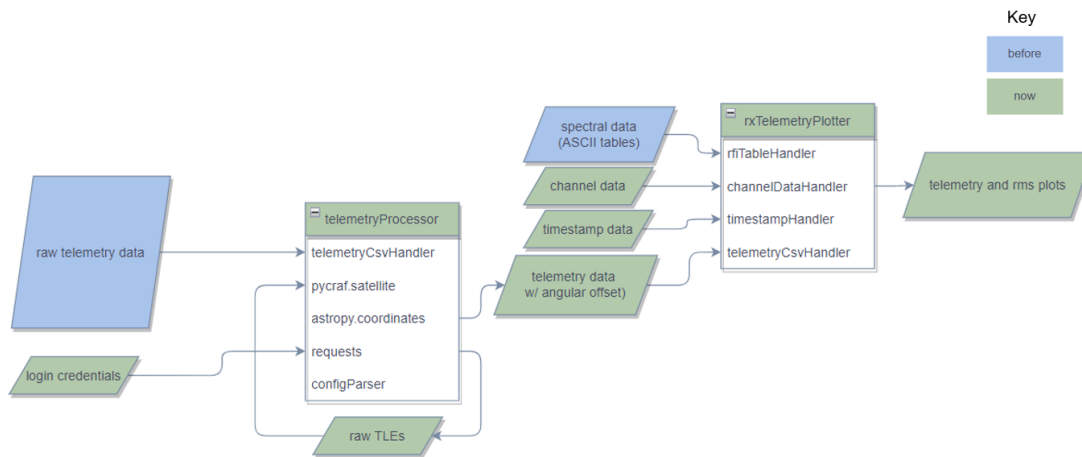 Key
before
now
spectral data
(ASCII tables)
channel data
timestamp data
telemetry data
w/ angular offset)
rxTelemetryPlotter
rfiTableHandler
channelDataHandler
timestampHandler
telemetryCsvHandler
telemetry and rms plots
raw telemetry data
login credentials
telemetryProcessor
telemetryCsvHandler
pycraf.satellite
astropy.coordinates
requests
configParser
raw TLEs